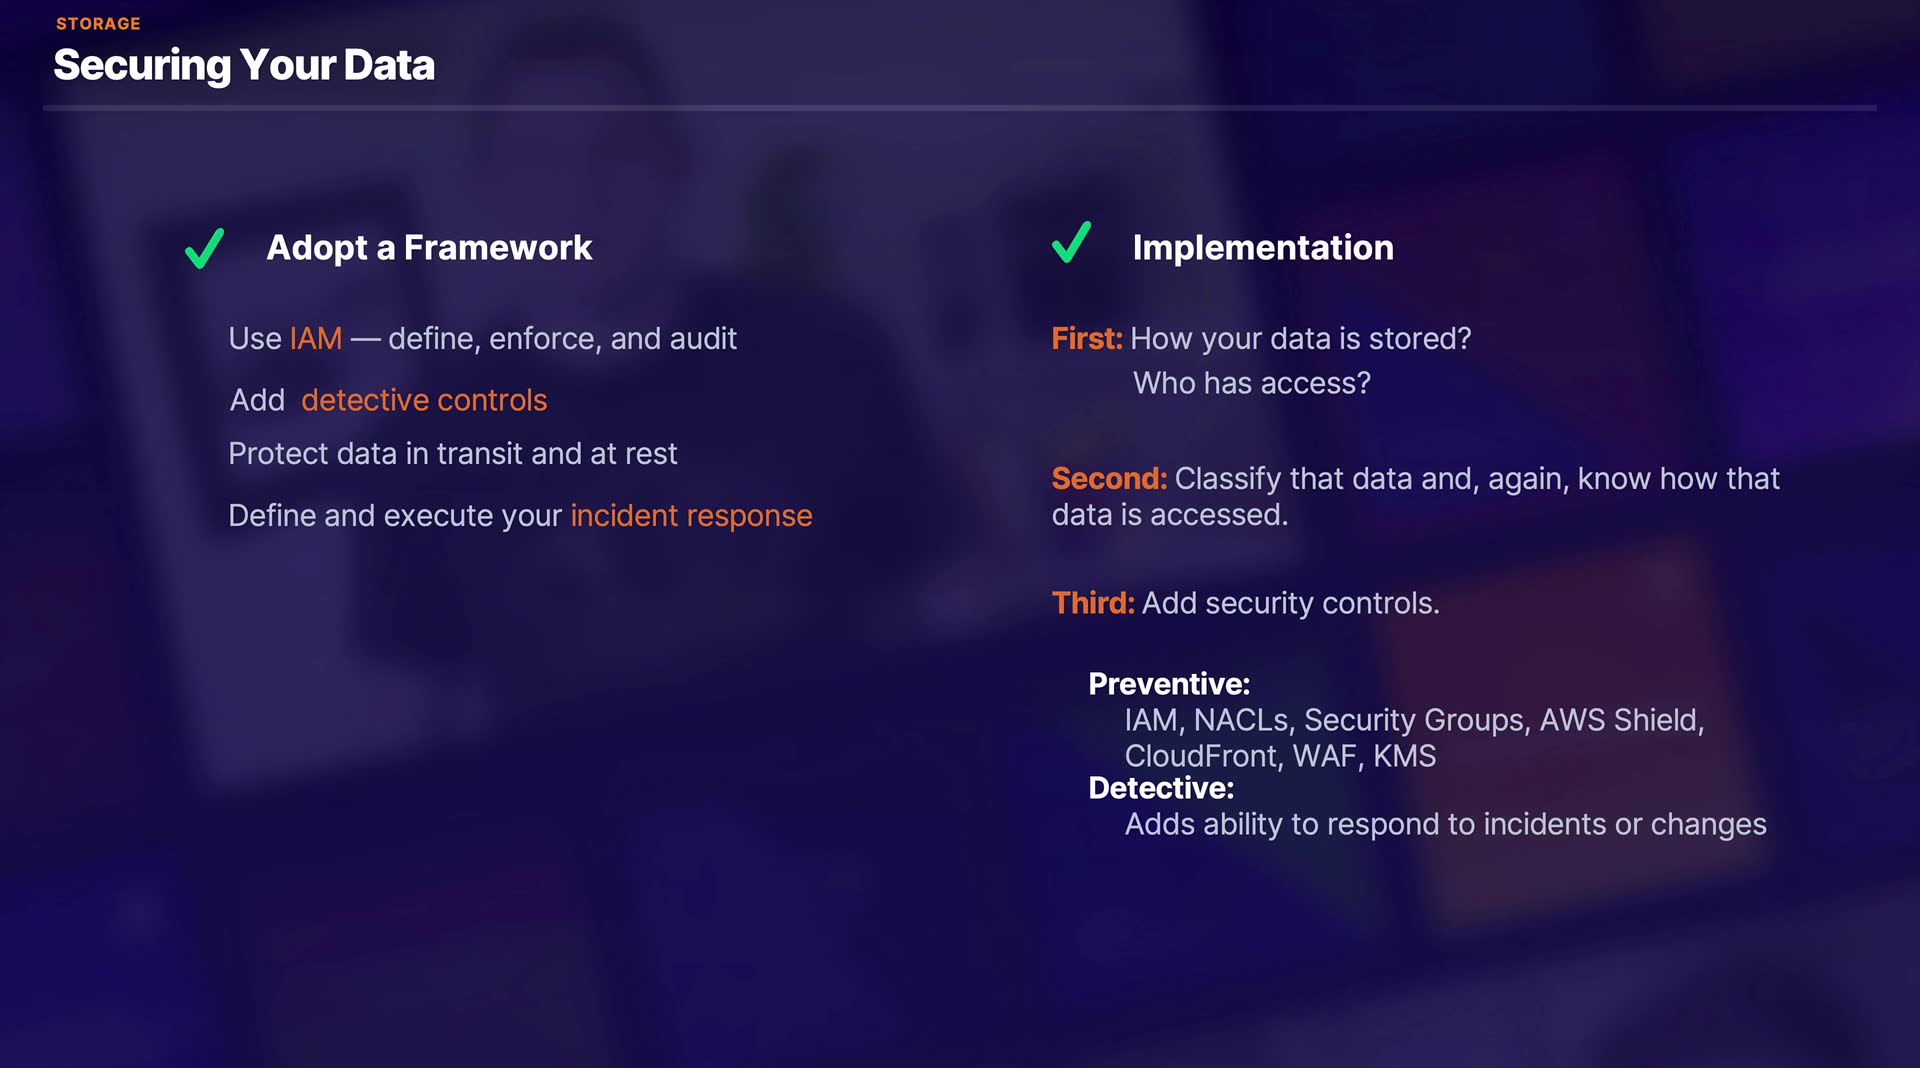 STORAGE
Securing Your Data
Adopt a Framework
Use IAM — define, enforce, and audit
Add detective controls
Protect data in transit and at rest
Define and execute your incident response
Implementation
First: How your data is stored?
Who has access?
Second: Classify that data and, again, know how that
data is accessed.
Third: Add security controls.
Preventive:
IAM, NACLs, Security Groups, AWS Shield,
CloudFront, WAF, KMS
Detective:
Adds ability to respond to incidents or changes